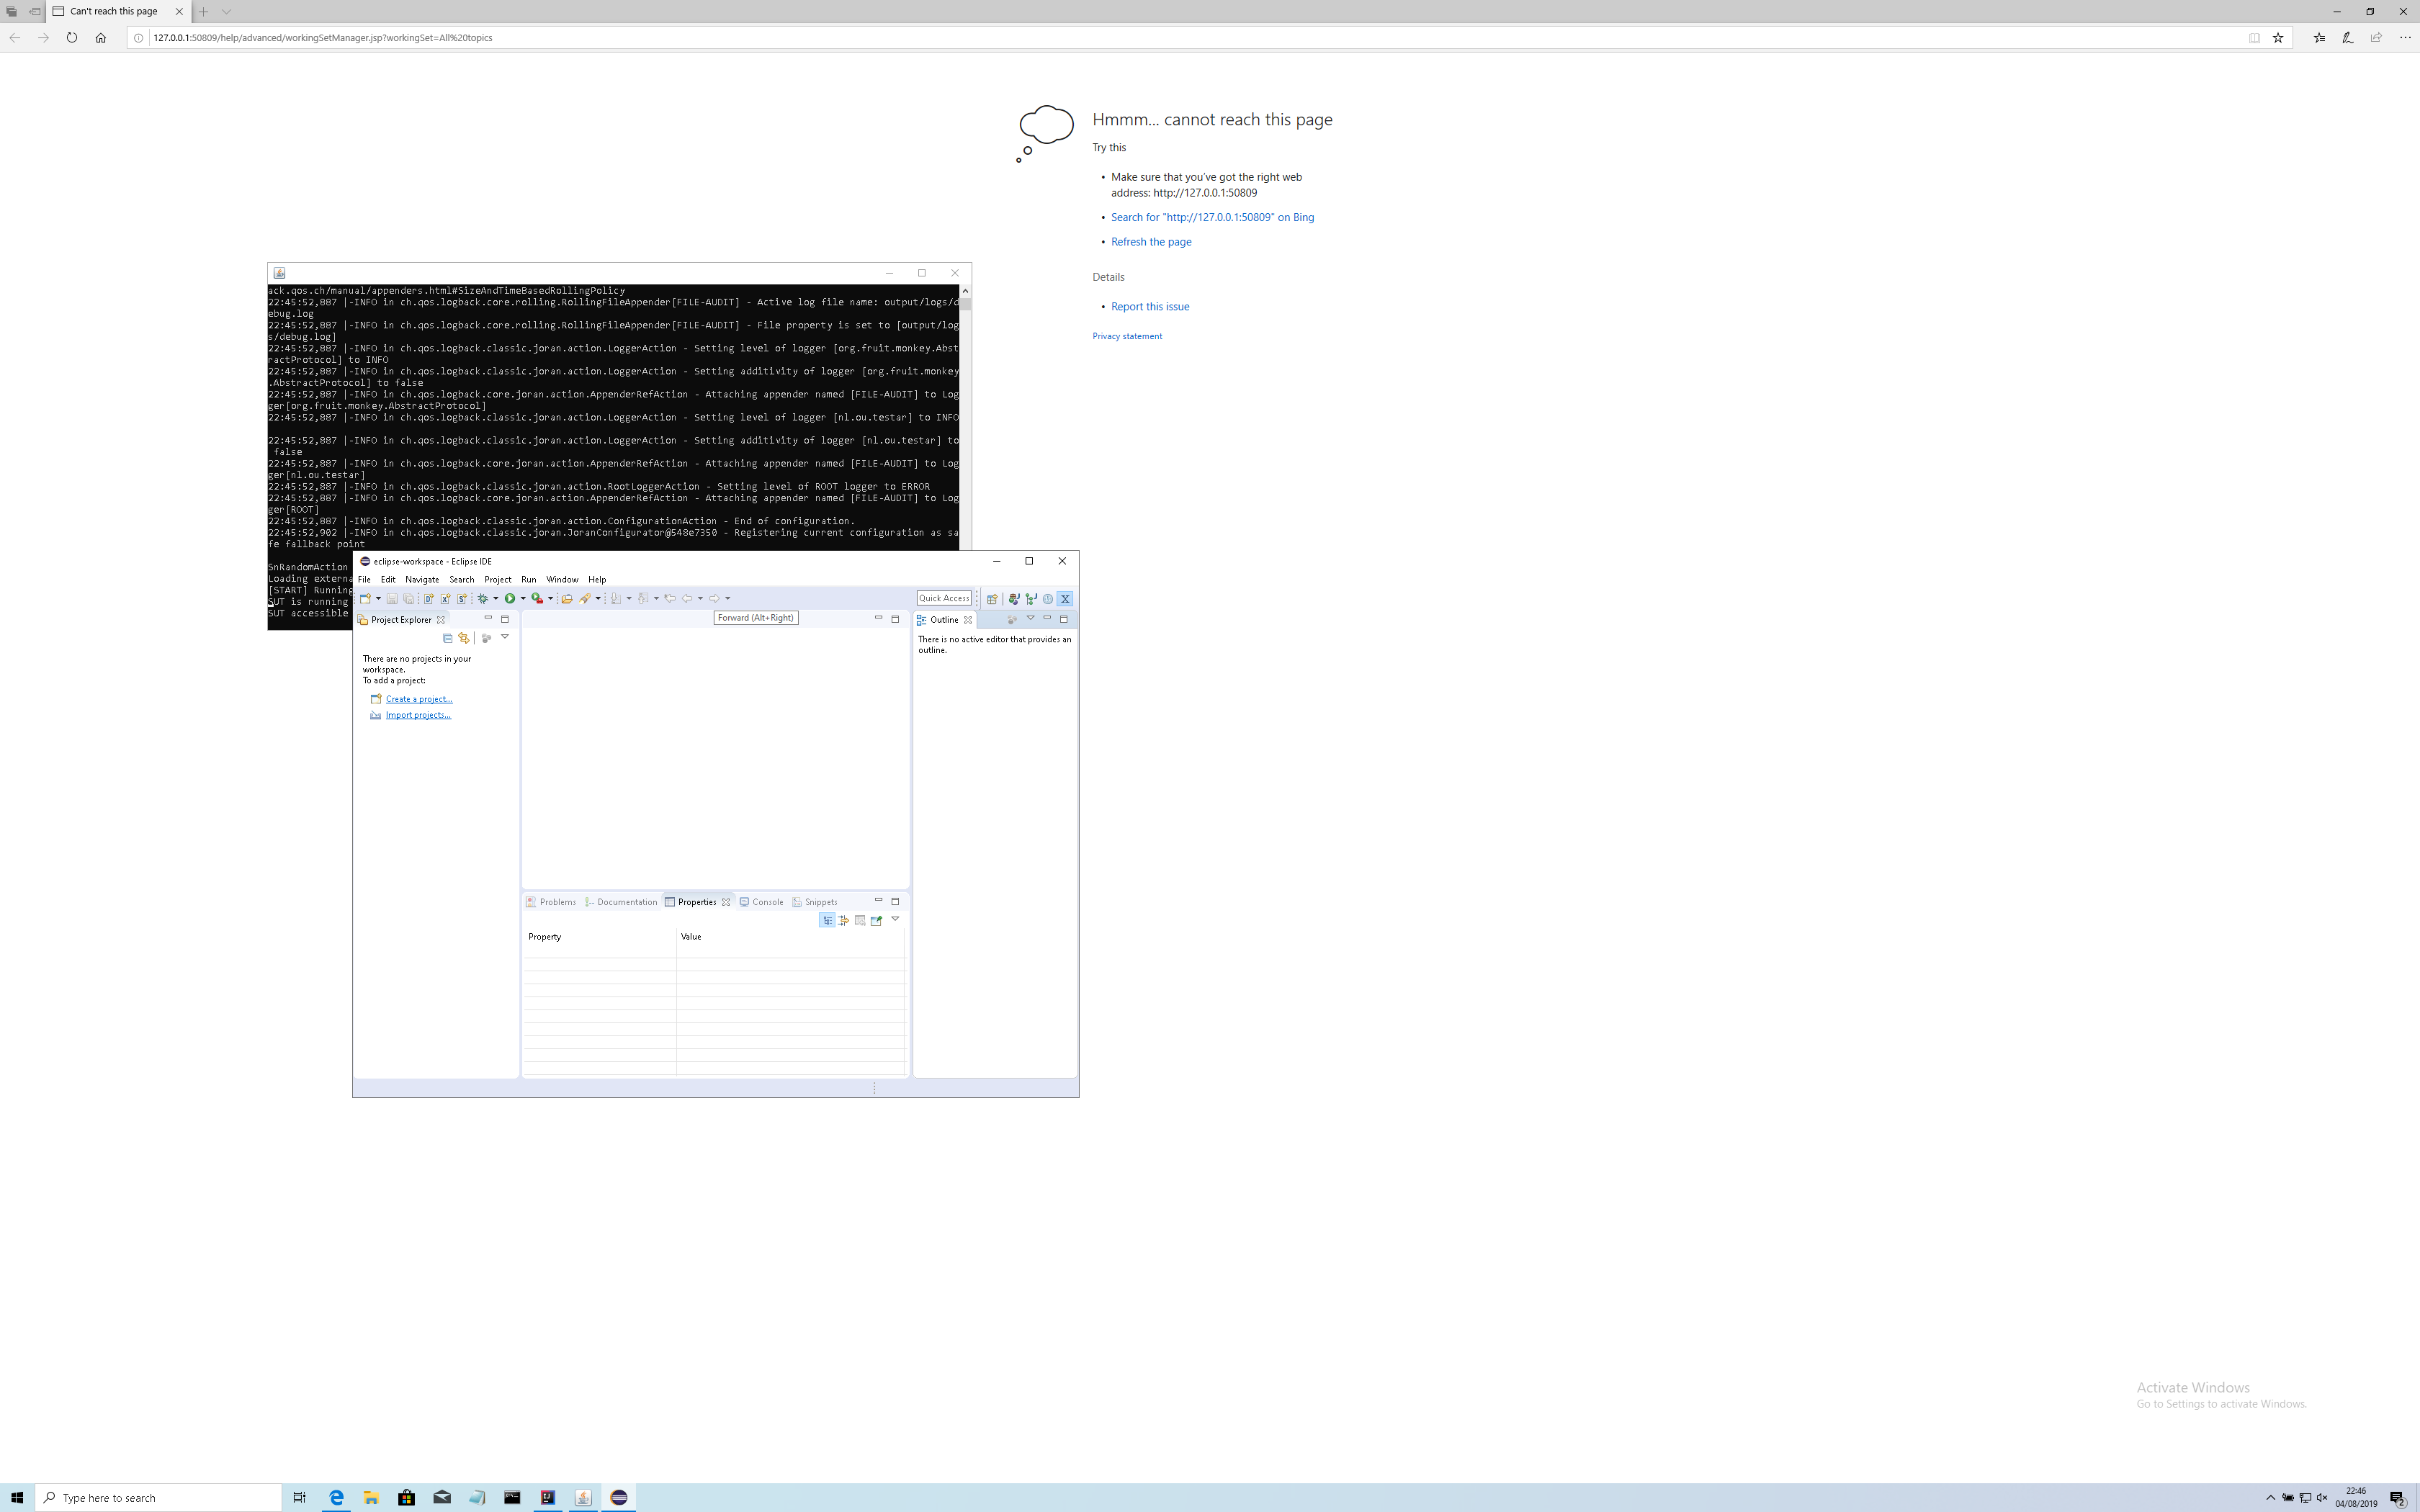 Can't reach this page
127.0.0.1:50809/help/advanced/workingSetManager.jsp?workingSet=All%20topics
Hmmm... cannot reach this page
Try this
• Make sure that you've got the right web
address: http://127.0.0.1:50809
• Search for "http://127.0.0.1:50809" on Bing
• Refresh the page
Details
• Report this issue
Privacy statement
ack.qos.ch/manual/appenders.html#SizeAndTimeBasedRollingPolicy
22:45:52,887 |-INFO in ch.qos.logback.core.rolling.RollingFileAppender[FILE-AUDIT] - Active log file name: output/logs/d
ebug.log
22:45:52,887 |-INFO in ch.qos.logback.core.rolling.RollingFileAppender[FILE-AUDIT] - File property is set to [output/log
s/debug.log]
22:45:52,887 |-INFO in ch.qos.logback.classic.joran.action.LoggerAction - Setting level of logger [org.fruit.monkey.Abst
ractProtocol] to INFO
22:45:52,887 |-INFO in ch.qos.logback.classic.joran.action.LoggerAction - Setting additivity of logger [org.fruit.monkey
.AbstractProtocol] to false
22:45:52,887 |-INFO in ch.qos.logback.core.joran.action.AppenderRefAction - Attaching appender named [FILE-AUDIT] to Log
ger[org.fruit.monkey.AbstractProtocol]
22:45:52,887 |-INFO in ch.qos.logback.classic.joran.action.LoggerAction - Setting level of logger [nl.ou.testar] to INFO
22:45:52,887 |-INFO in ch.qos.logback.classic.joran.action.LoggerAction - Setting additivity of logger [nl.ou.testar] to
false
22:45:52,887 |-INFO in ch.qos.logback.core.joran.action.AppenderRefAction - Attaching appender named [FILE-AUDIT] to Log
ger[nl.ou.testar]
22:45:52,887 |-INFO in ch.qos.logback.classic.joran.action.RootLoggerAction - Setting level of ROOT logger to ERROR
22:45:52,887 |-INFO in ch.qos.logback.core.joran.action.AppenderRefAction - Attaching appender named [FILE-AUDIT] to Log
ger[ROOT]
22:45:52,887 |-INFO in ch.qos.logback.classic.joran.action.ConfigurationAction - End of configuration.
22:45:52,902 |-INFO in ch.qos.logback.classic.joran.JoranConfigurator@548e7350 - Registering current configuration as sa
fe fallback point
SnRandomAction
Loading externa
[START] Running
SUT is running
SUT accessible
eclipse-workspace - Eclipse IDE
File Edit Navigate Search Project Run Window Help
Quick Access
Project Explorer
Forward (Alt+Right)
Outline
There are no projects in your
workspace.
To add a project:
Create a project...
Import projects...
There is no active editor that provides an
outline.
Problems Documentation Properties Console Snippets
Property Value
Activate Windows
Go to Settings to activate Windows.
Type here to search
22:46
04/08/2019
2